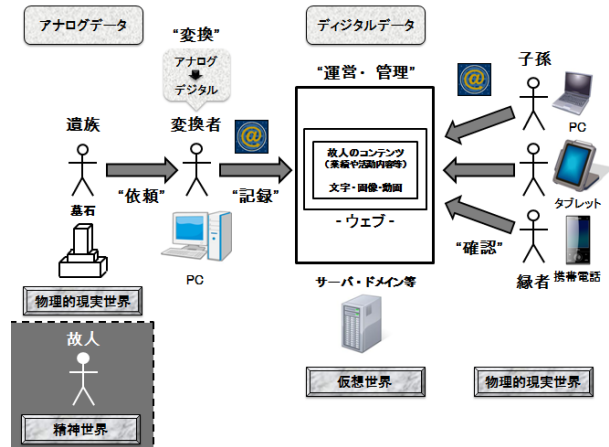 アナログデータ
“変換”
アナログ
デジタル
遺族
変換者
“依頼”
“記録”
墓石
PC
物理的現実世界
故人
精神世界
ディジタルデータ
“運営・ 管理”
故人のコンテンツ
(業績や活動内容等)
文字・画像・動画
- ウェブ -
サーバ・ドメイン等
仮想世界
子孫
PC
タブレット
“確認”
縁者
携帯電話
物理的現実世界